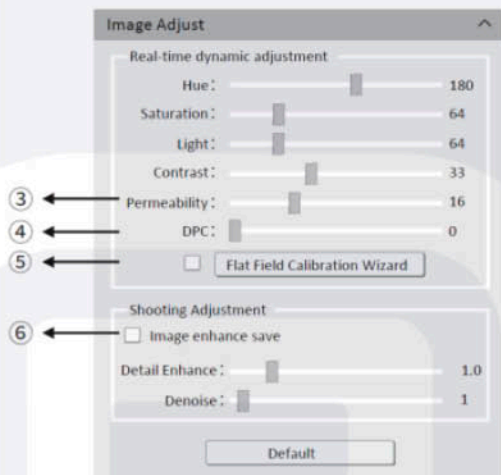 Image Adjust
Real-time dynamic adjustment
Hue: 180
Saturation: 64
Light: 64
Contrast: 33
③ Permeability: 16
④ DPC: 0
⑤ Flat Field Calibration Wizard
Shooting Adjustment
⑥ Image enhance save
Detail Enhance: 1.0
Denoise: 1
Default